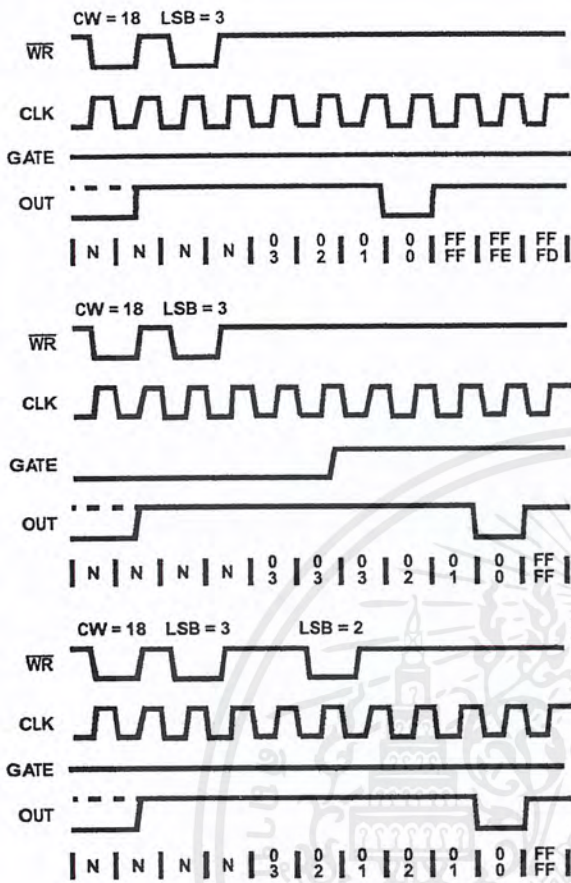 CW = 18 LSB = 3
WR
CLK
GATE
OUT
| N | N | N | N | 0 3 | 0 2 | 0 1 | 0 0 | FF FF | FF FE | FF FD |
CW = 18 LSB = 3
WR
CLK
GATE
OUT
| N | N | N | N | 0 3 | 0 3 | 0 3 | 0 2 | 0 1 | 0 0 | FF FF |
CW = 18 LSB = 3 LSB = 2
WR
CLK
GATE
OUT
| N | N | N | N | 0 3 | 0 2 | 0 1 | 0 2 | 0 1 | 0 0 | FF FF |